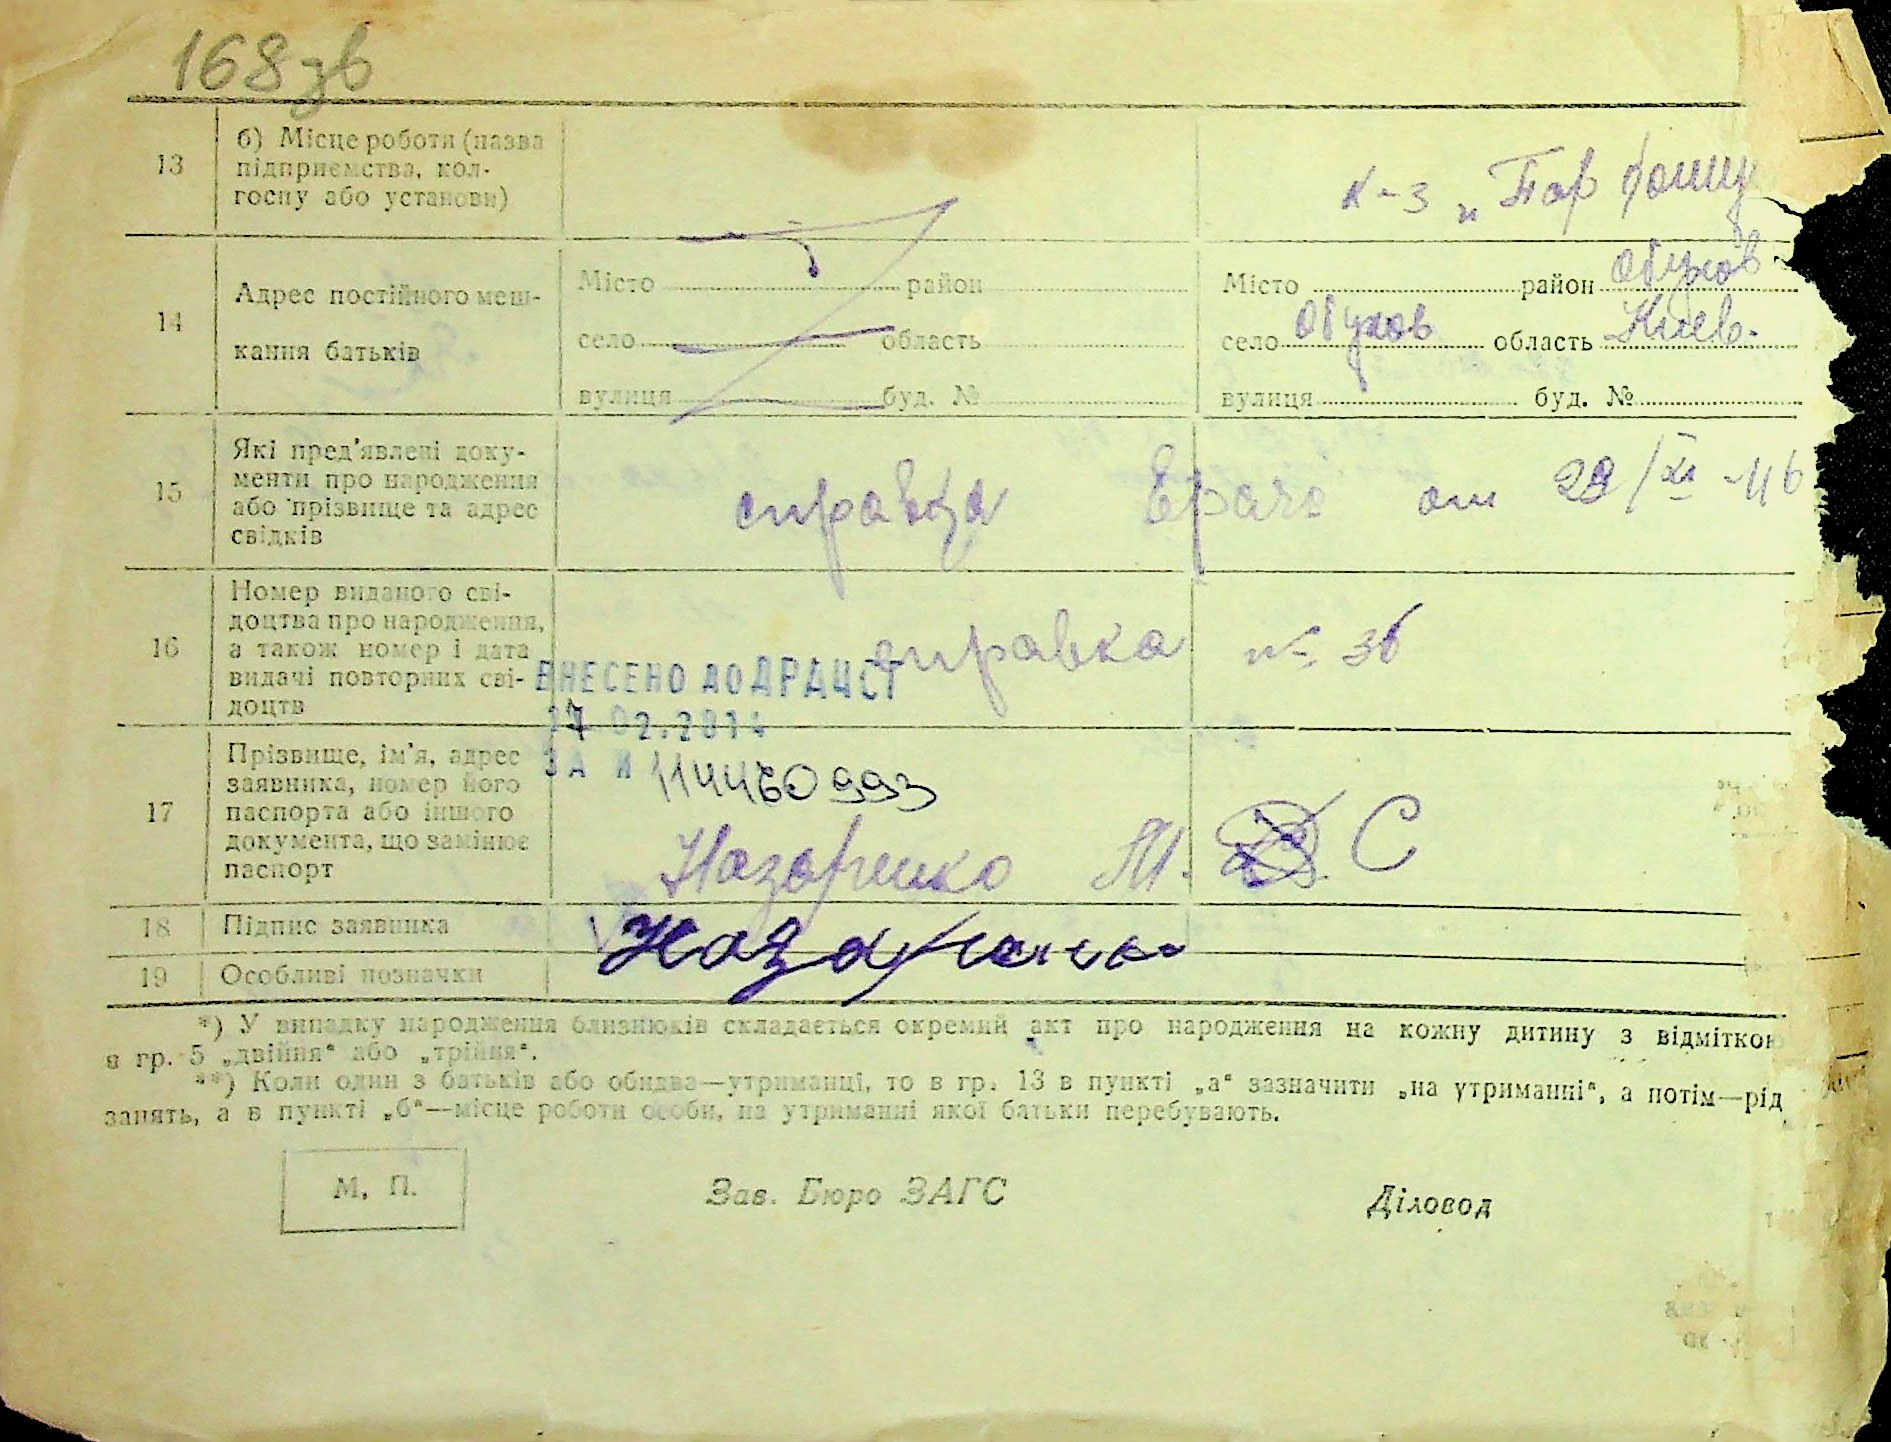 168 зв
13 б) Місце роботи (назва
підприємства, кол-
госпу або установи)
к-з „Пар
14 Адрес постійного меш-
кання батьків
Місто район
село область
вулиця буд. №
Місто район Обухов
село Обухов область Киев.
вулиця буд. №
15 Які пред'явлені доку-
менти про народження
або прізвище та адрес
свідків
справка Врача от /XI -46
16 Номер виданого сві-
доцтва про народження,
а також номер і дата
видачі повторних сві-
доцтв
справка № 36
ВНЕСЕНО ДО ДРАЦСГ
17 02.2014
ЗА №
17 Прізвище, ім'я, адрес
заявника, номер його
паспорта або іншого
документа, що замінює
паспорт
Назаренко М. С
18 Підпис заявника
Назаренко
19 Особливі позначки
*) У випадку народження близнюків складається окремий акт про народження на кожну дитину з відміткою
в гр. 5 „двійня“ або „трійня“.
**) Коли один з батьків або обидва—утриманці, то в гр. 13 в пункті „а“ зазначити „на утриманні“, а потім—рід
занять, а в пункті „б“—місце роботи особи, на утриманні якої батьки перебувають.
М. П. Зав. Бюро ЗАГС Діловод